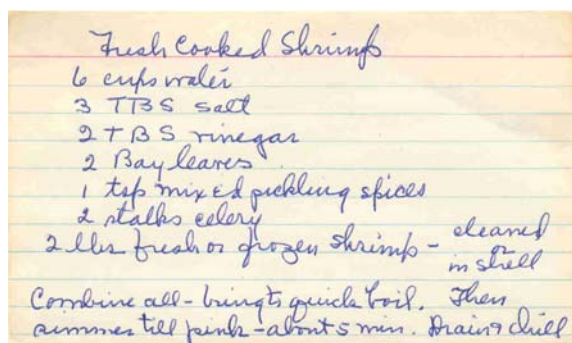 Fresh Cooked Shrimp
6 cups water
3 TBS salt
2 TBS vinegar
2 Bay leaves
1 tsp mixed pickling spices
2 stalks celery
2 lbs fresh or frozen shrimp - cleaned or in shell
Combine all - bring to quick boil. Then
simmer till pink - about 5 min. Drain & chill